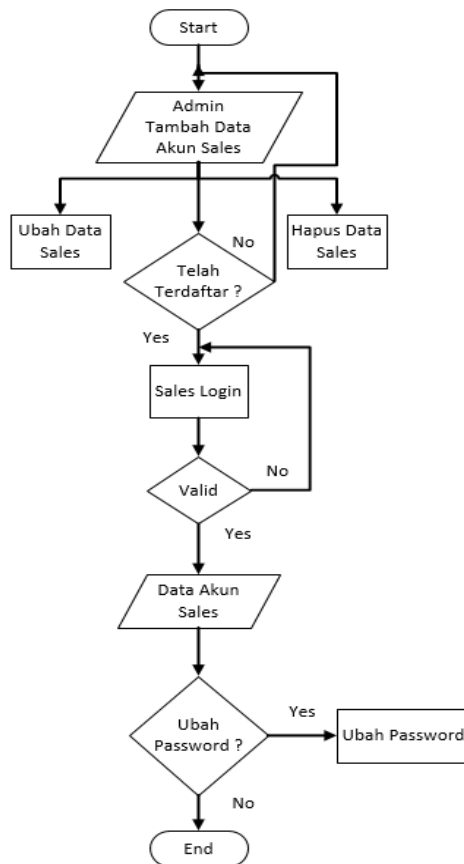 Start
Admin
Tambah Data
Akun Sales
Ubah Data
Sales
No
Hapus Data
Sales
Telah
Terdaftar ?
Yes
Sales Login
Valid
No
Yes
Data Akun
Sales
Ubah
Password ?
Yes
Ubah Password
No
End